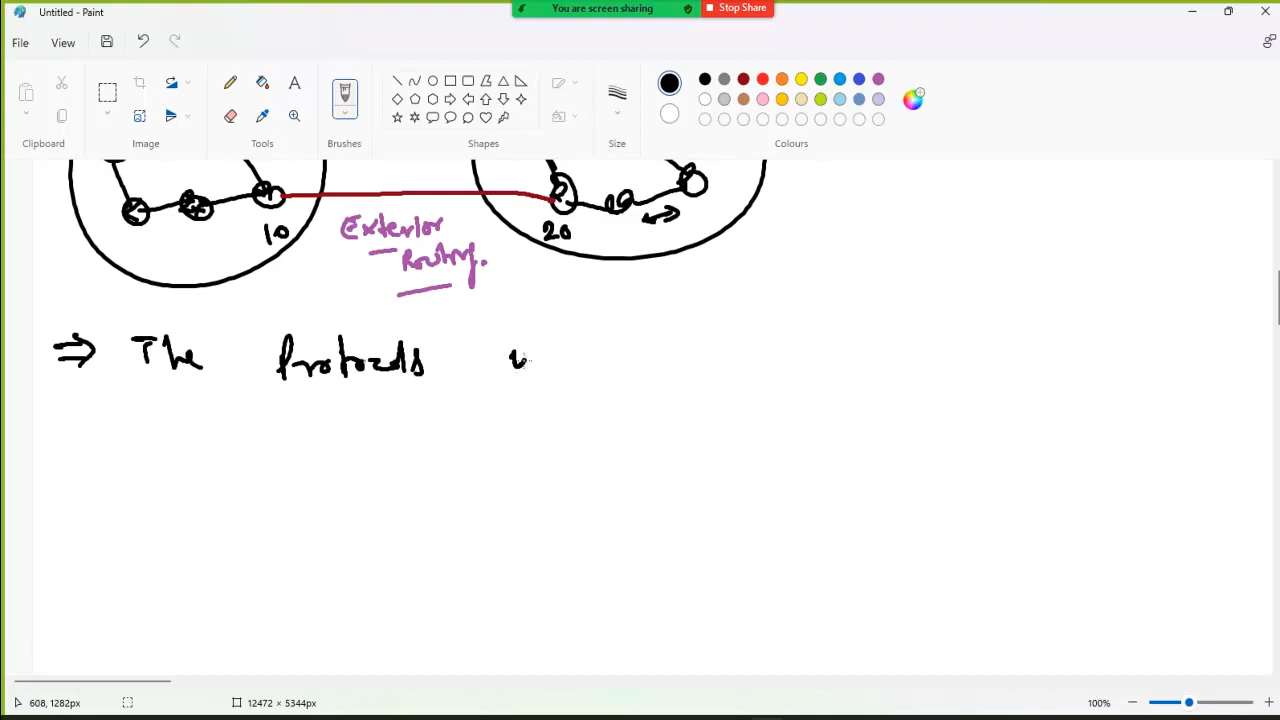 Untitled - Paint
You are screen sharing
Stop Share
File
View
Clipboard
Image
Tools
Brushes
Shapes
Size
Colours
10
20
Exterior
Routing.
⇒ The Protocols
608, 1282px
12472 × 5344px
100%